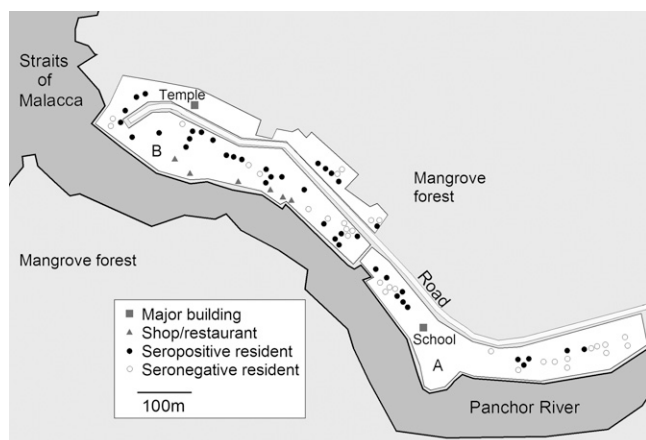 Straits
of
Malacca
Temple
B
Mangrove
forest
Mangrove forest
Road
Major building
Shop/restaurant
Seropositive resident
Seronegative resident
100m
School
A
Panchor River